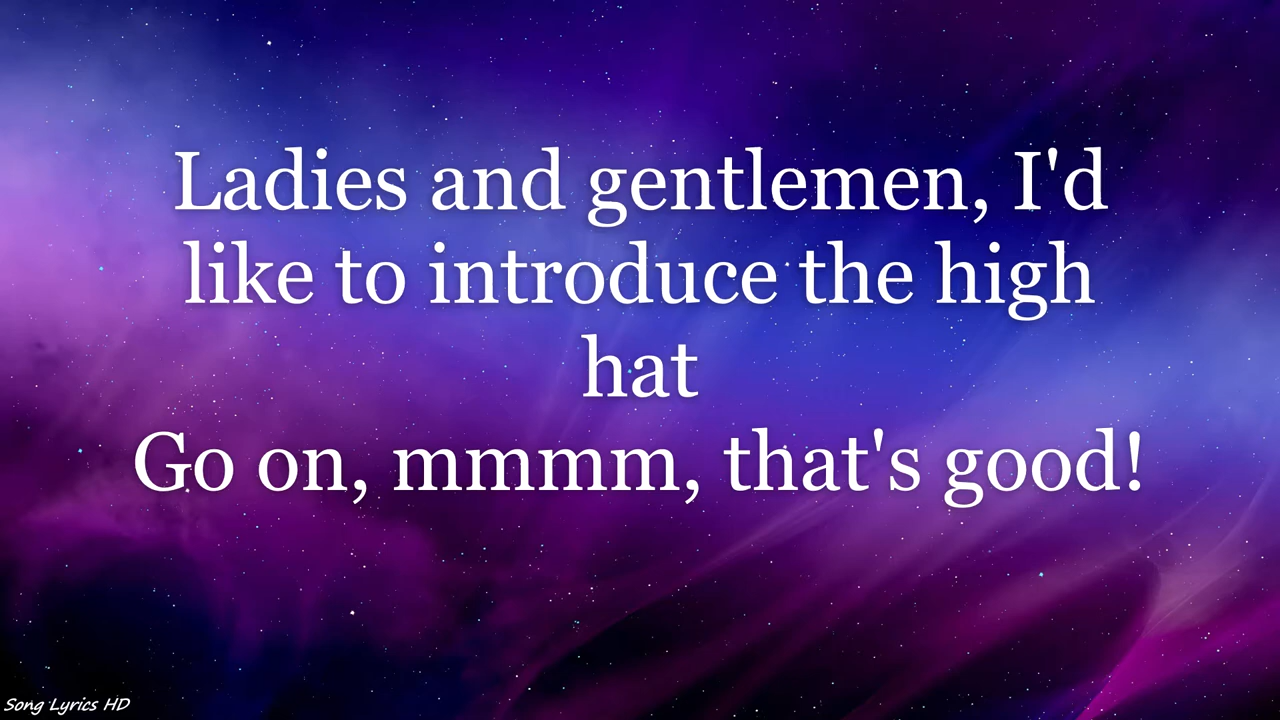 Ladies and gentlemen, I'd
like to introduce the high
hat
Go on, mmmm, that's good!
Song Lyrics HD